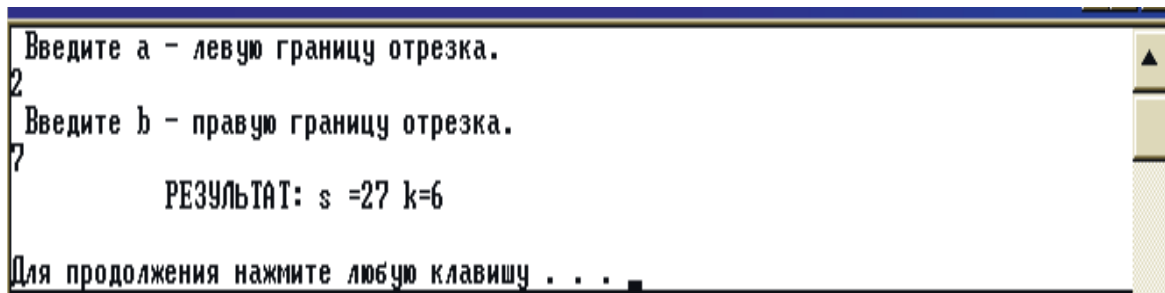 Введите a - левую границу отрезка.
2
Введите b - правую границу отрезка.
7
РЕЗУЛЬТАТ: s =27 k=6
Для продолжения нажмите любую клавишу . . .